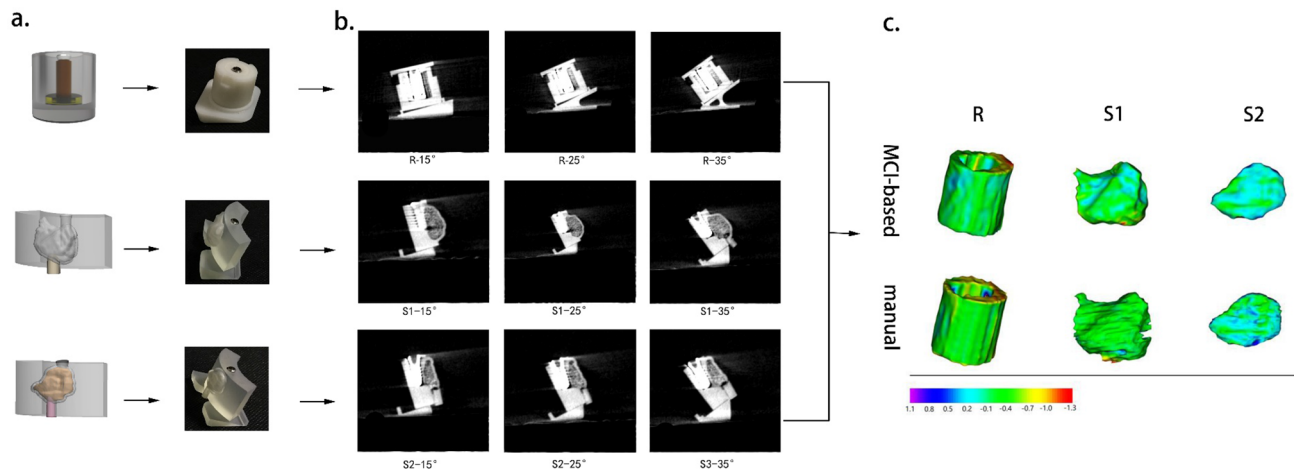 a.
b.
c.
R-15°
R-25°
R-35°
S1-15°
S1-25°
S1-35°
S2-15°
S2-25°
S3-35°
R S1 S2
MCI-based
manual
1.1 0.8 0.5 0.2 -0.1 -0.4 -0.7 -1.0 -1.3